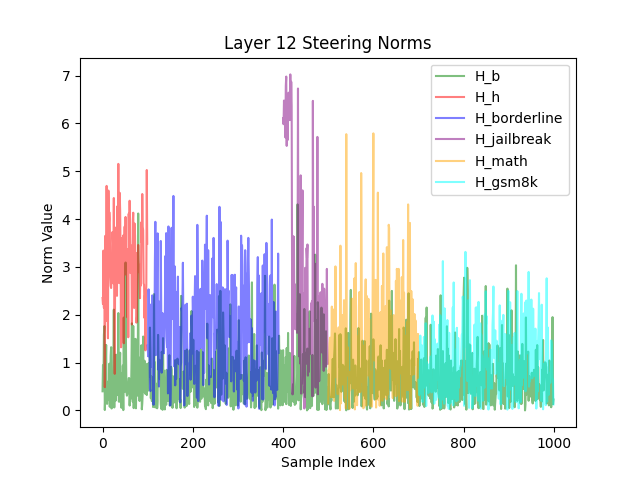 Layer 12 Steering Norms
H_b
H_h
H_borderline
H_jailbreak
H_math
H_gsm8k
Norm Value
7
6
5
4
3
2
1
0
0 200 400 600 800 1000
Sample Index